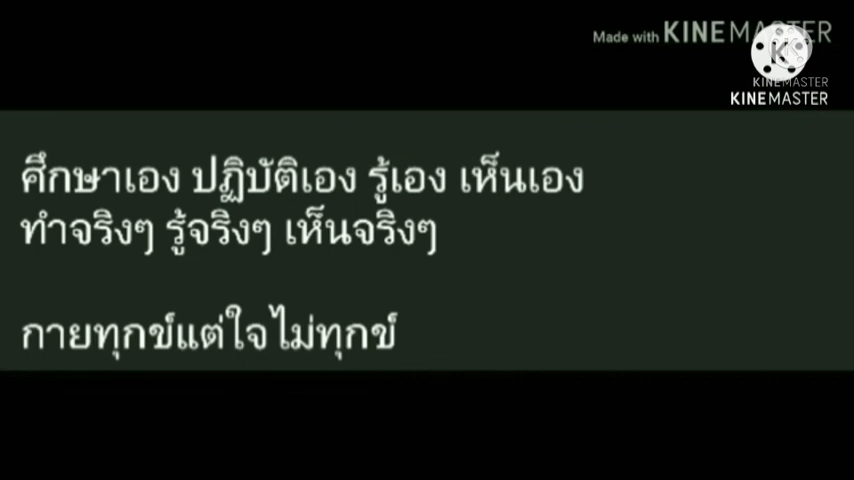 Made with KINEMASTER
KINEMASTER
KINEMASTER
ศึกษาเอง ปฏิบัติเอง รู้เอง เห็นเอง
ทำจริงๆ รู้จริงๆ เห็นจริงๆ
กายทุกข์แต่ใจไม่ทุกข์